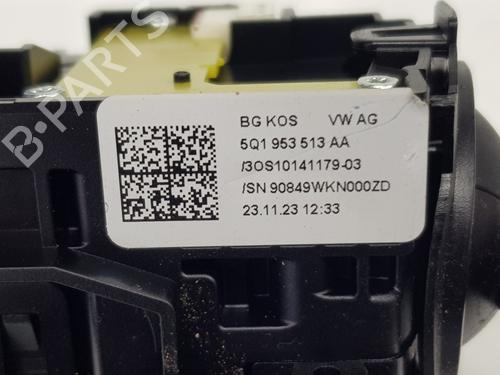 B-PARTS
BG KOS VW AG
5Q1 953 513 AA
/3OS10141179-03
/SN 90849WKN000ZD
23.11.23 12:33